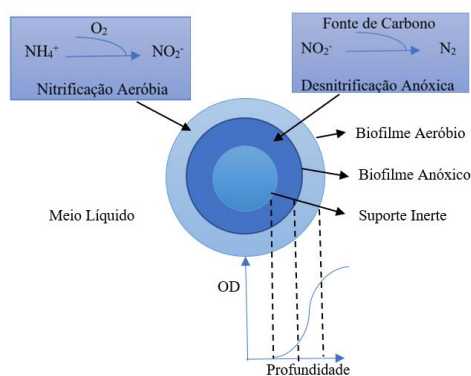 O₂
NH₄⁺ NO₂⁻
Nitrificação Aeróbia
Fonte de Carbono
NO₂⁻ N₂
Desnitrificação Anóxica
Biofilme Aeróbio
Biofilme Anóxico
Meio Líquido
Suporte Inerte
OD
Profundidade